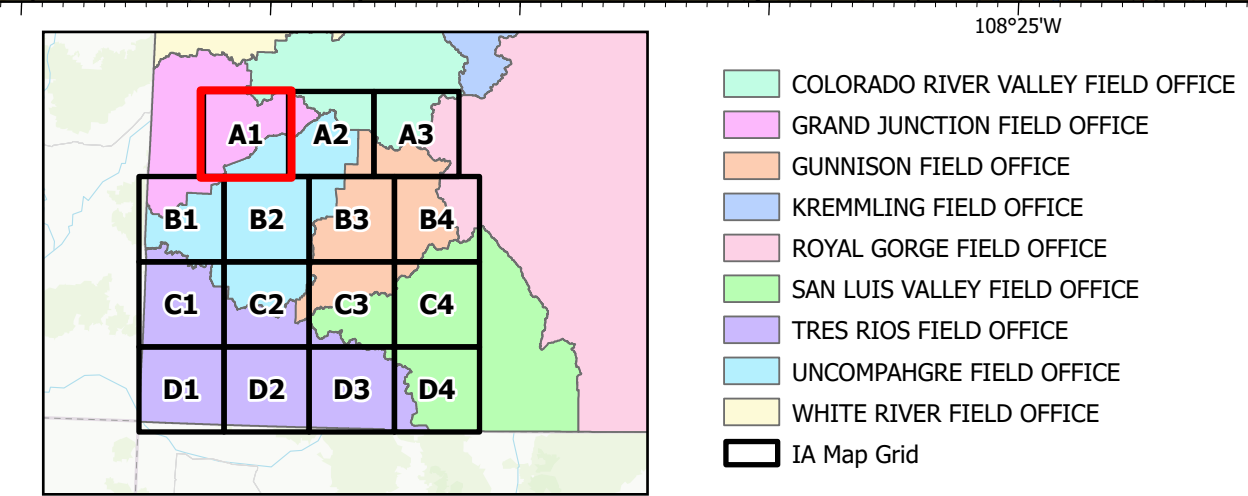 108°25'W
A1 A2 A3
B1 B2 B3 B4
C1 C2 C3 C4
D1 D2 D3 D4
COLORADO RIVER VALLEY FIELD OFFICE
GRAND JUNCTION FIELD OFFICE
GUNNISON FIELD OFFICE
KREMMLING FIELD OFFICE
ROYAL GORGE FIELD OFFICE
SAN LUIS VALLEY FIELD OFFICE
TRES RIOS FIELD OFFICE
UNCOMPAHGRE FIELD OFFICE
WHITE RIVER FIELD OFFICE
IA Map Grid